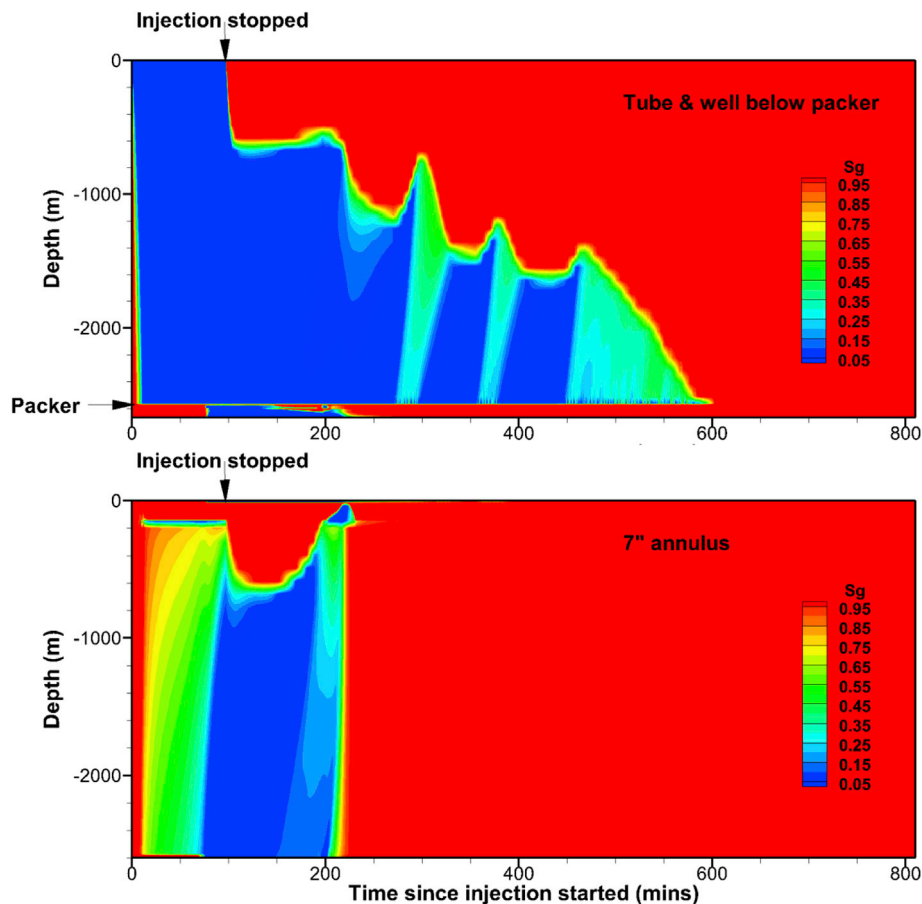 Injection stopped
0
Tube & well below packer
Sg
0.95
0.85
0.75
0.65
0.55
0.45
0.35
0.25
0.15
0.05
-1000
Depth (m)
-2000
Packer
0 200 400 600 800
Injection stopped
0
7" annulus
Sg
0.95
0.85
0.75
0.65
0.55
0.45
0.35
0.25
0.15
0.05
-1000
Depth (m)
-2000
0 200 400 600 800
Time since injection started (mins)